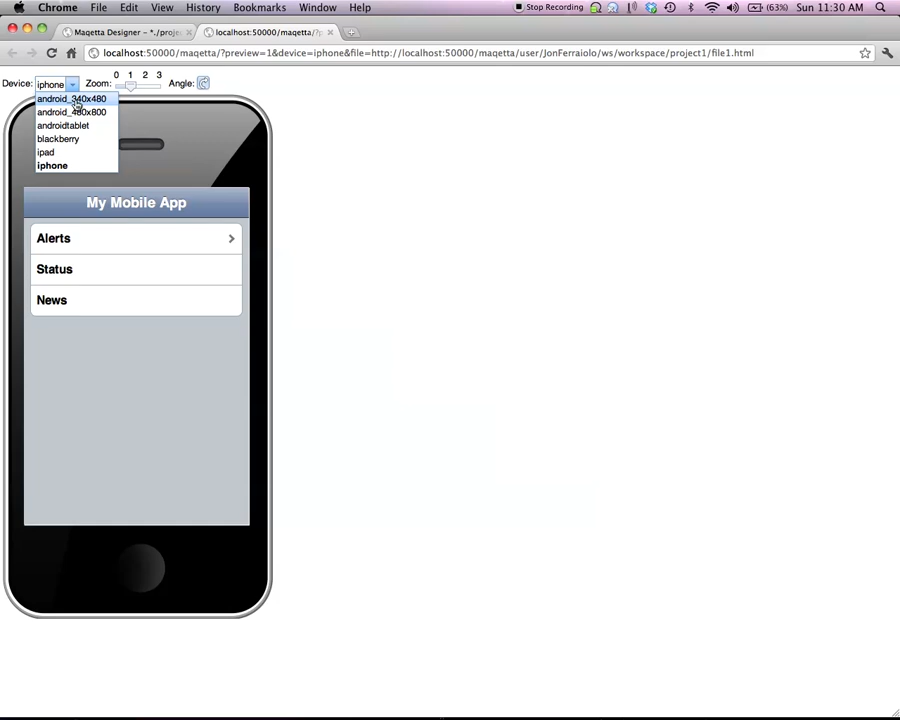 Chrome File Edit View History Bookmarks Window Help Stop Recording (63%) Sun 11:30 AM
Maqetta Designer – *./projec × localhost:50000/maqetta/?p ×
localhost:50000/maqetta/?preview=1&device=iphone&file=http://localhost:50000/maqetta/user/JonFerraiolo/ws/workspace/project1/file1.html
Device: iphone Zoom: 0 1 2 3 Angle:
android_340x480
android_480x800
androidtablet
blackberry
ipad
iphone
My Mobile App
Alerts
Status
News